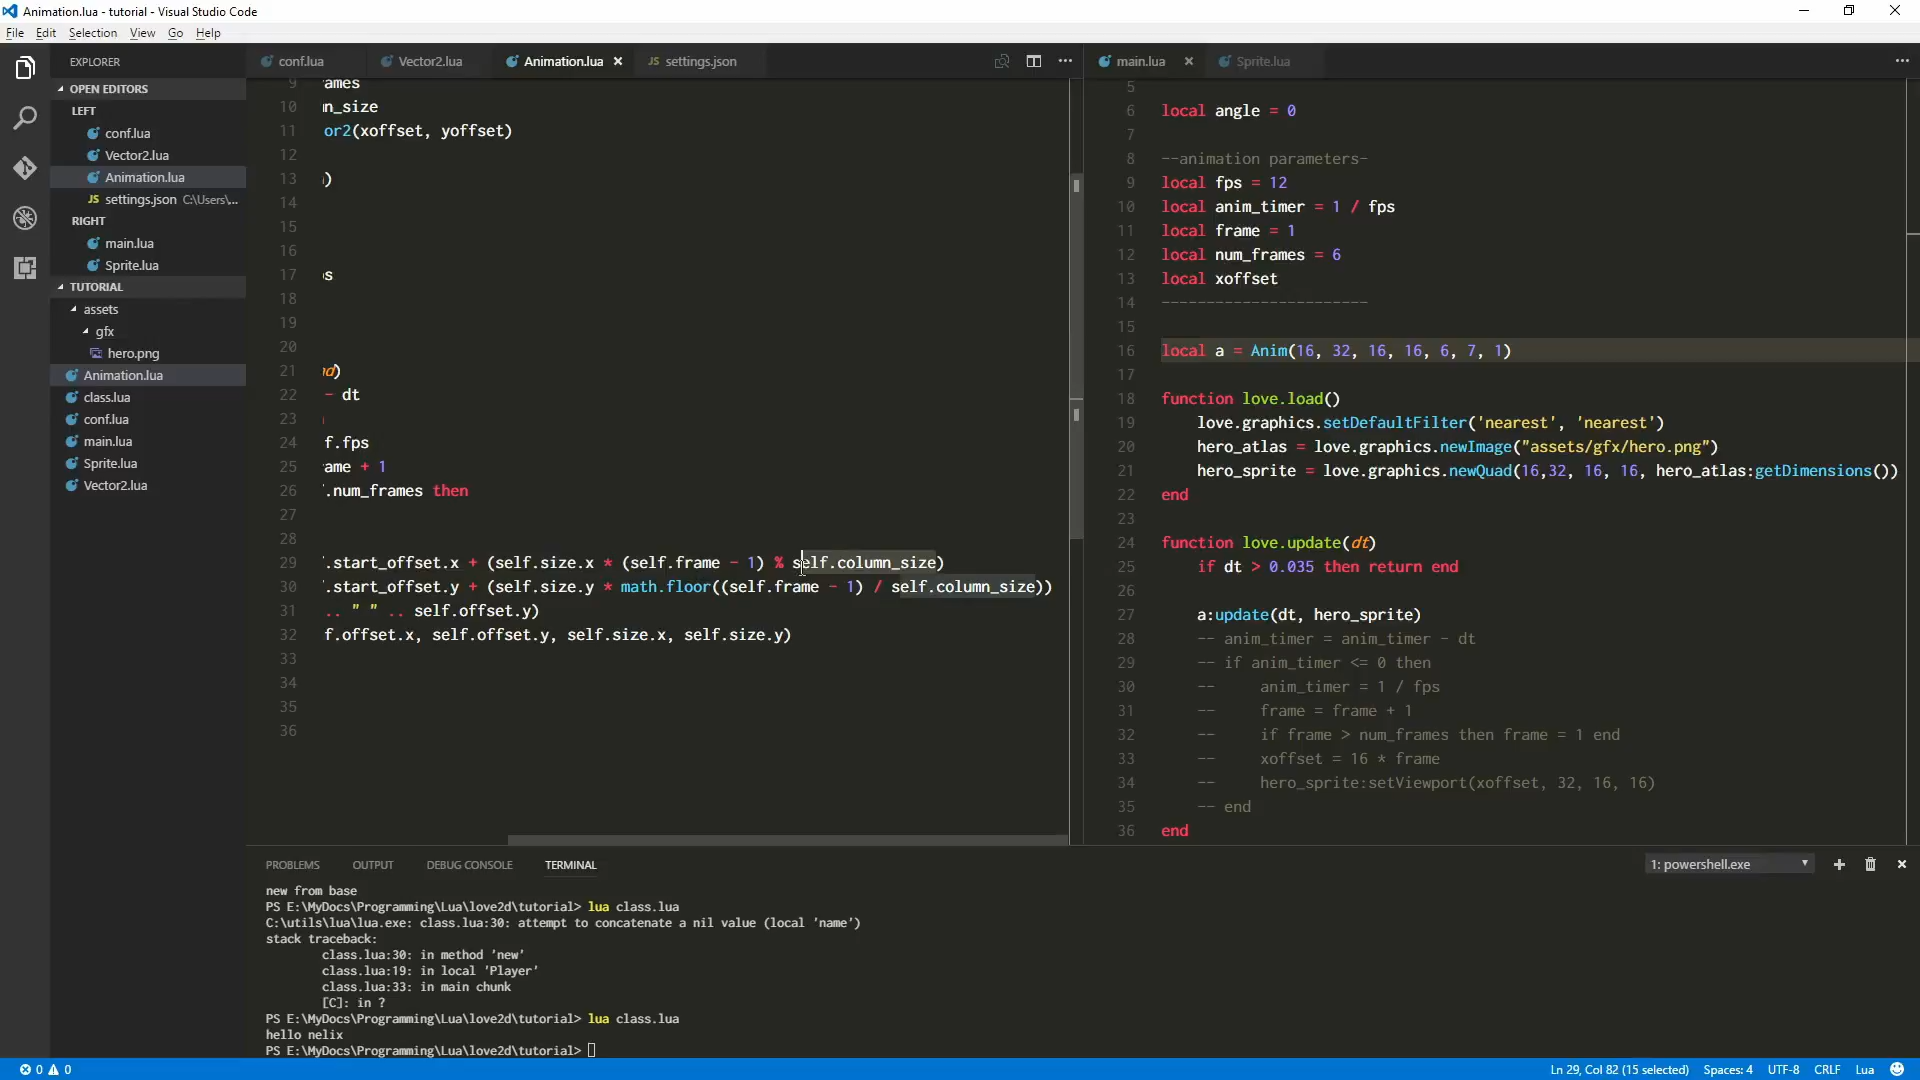 Animation.lua - tutorial - Visual Studio Code
File Edit Selection View Go Help
EXPLORER
OPEN EDITORS
LEFT
conf.lua
Vector2.lua
Animation.lua
JS settings.json C:\Users\...
RIGHT
main.lua
Sprite.lua
TUTORIAL
assets
gfx
hero.png
Animation.lua
class.lua
conf.lua
main.lua
Sprite.lua
Vector2.lua
conf.lua Vector2.lua Animation.lua JS settings.json
9 ames
10 n_size
11 or2(xoffset, yoffset)
12
13 )
14
15
16
17 s
18
19
20
21 d)
22 - dt
23
24 f.fps
25 ame + 1
26 .num_frames then
27
28
29 .start_offset.x + (self.size.x * (self.frame - 1) % self.column_size)
30 .start_offset.y + (self.size.y * math.floor((self.frame - 1) / self.column_size))
31 .. " " .. self.offset.y)
32 f.offset.x, self.offset.y, self.size.x, self.size.y)
33
34
35
36
main.lua Sprite.lua
5
6 local angle = 0
7
8 --animation parameters-
9 local fps = 12
10 local anim_timer = 1 / fps
11 local frame = 1
12 local num_frames = 6
13 local xoffset
14 -----------------------
15
16 local a = Anim(16, 32, 16, 16, 6, 7, 1)
17
18 function love.load()
19 love.graphics.setDefaultFilter('nearest', 'nearest')
20 hero_atlas = love.graphics.newImage("assets/gfx/hero.png")
21 hero_sprite = love.graphics.newQuad(16,32, 16, 16, hero_atlas:getDimensions())
22 end
23
24 function love.update(dt)
25 if dt > 0.035 then return end
26
27 a:update(dt, hero_sprite)
28 -- anim_timer = anim_timer - dt
29 -- if anim_timer <= 0 then
30 -- anim_timer = 1 / fps
31 -- frame = frame + 1
32 -- if frame > num_frames then frame = 1 end
33 -- xoffset = 16 * frame
34 -- hero_sprite:setViewport(xoffset, 32, 16, 16)
35 -- end
36 end
PROBLEMS OUTPUT DEBUG CONSOLE TERMINAL 1: powershell.exe
new from base
PS E:\MyDocs\Programming\Lua\love2d\tutorial> lua class.lua
C:\utils\lua\lua.exe: class.lua:30: attempt to concatenate a nil value (local 'name')
stack traceback:
class.lua:30: in method 'new'
class.lua:19: in local 'Player'
class.lua:33: in main chunk
[C]: in ?
PS E:\MyDocs\Programming\Lua\love2d\tutorial> lua class.lua
hello nelix
PS E:\MyDocs\Programming\Lua\love2d\tutorial>
0 0 Ln 29, Col 82 (15 selected) Spaces: 4 UTF-8 CRLF Lua